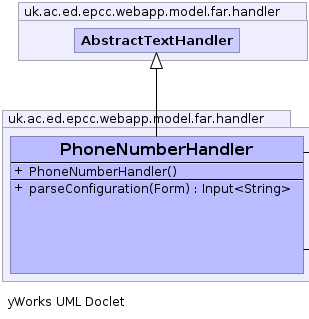 uk.ac.ed.epcc.webapp.model.far.handler
AbstractTextHandler
uk.ac.ed.epcc.webapp.model.far.handler
PhoneNumberHandler
+ PhoneNumberHandler()
+ parseConfiguration(Form) : Input<String>
yWorks UML Doclet